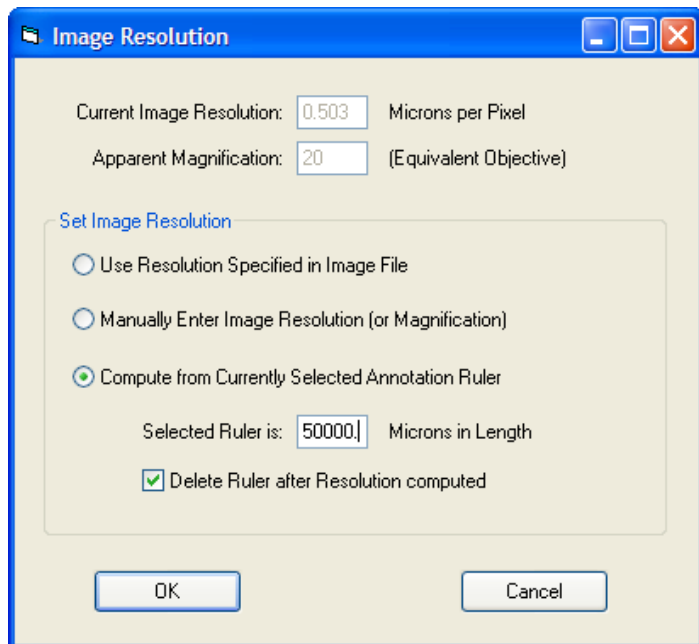 Image Resolution
Current Image Resolution: 0.503 Microns per Pixel
Apparent Magnification: 20 (Equivalent Objective)
Set Image Resolution
Use Resolution Specified in Image File
Manually Enter Image Resolution (or Magnification)
Compute from Currently Selected Annotation Ruler
Selected Ruler is: 50000. Microns in Length
Delete Ruler after Resolution computed
OK Cancel